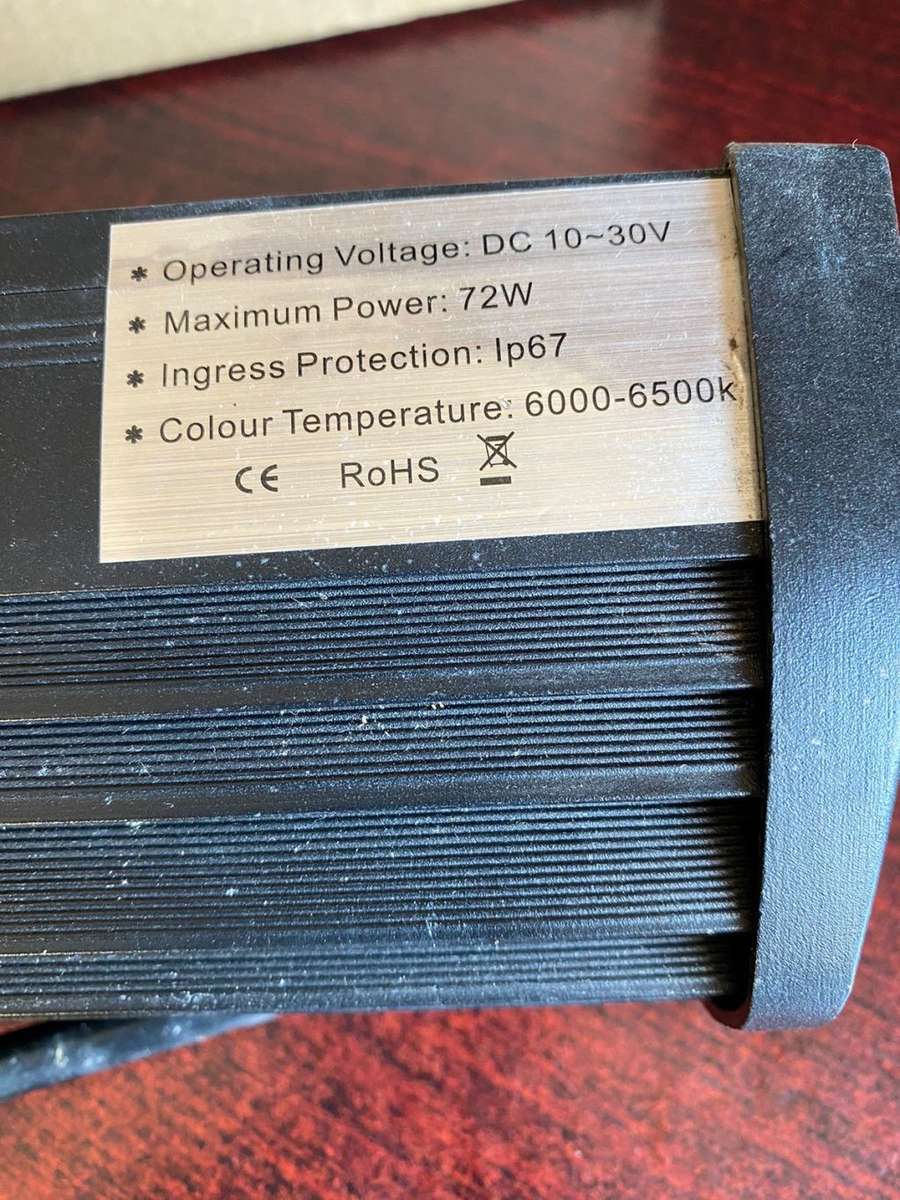 * Operating Voltage: DC 10~30V
* Maximum Power: 72W
* Ingress Protection: Ip67
* Colour Temperature: 6000-6500k
CE RoHS